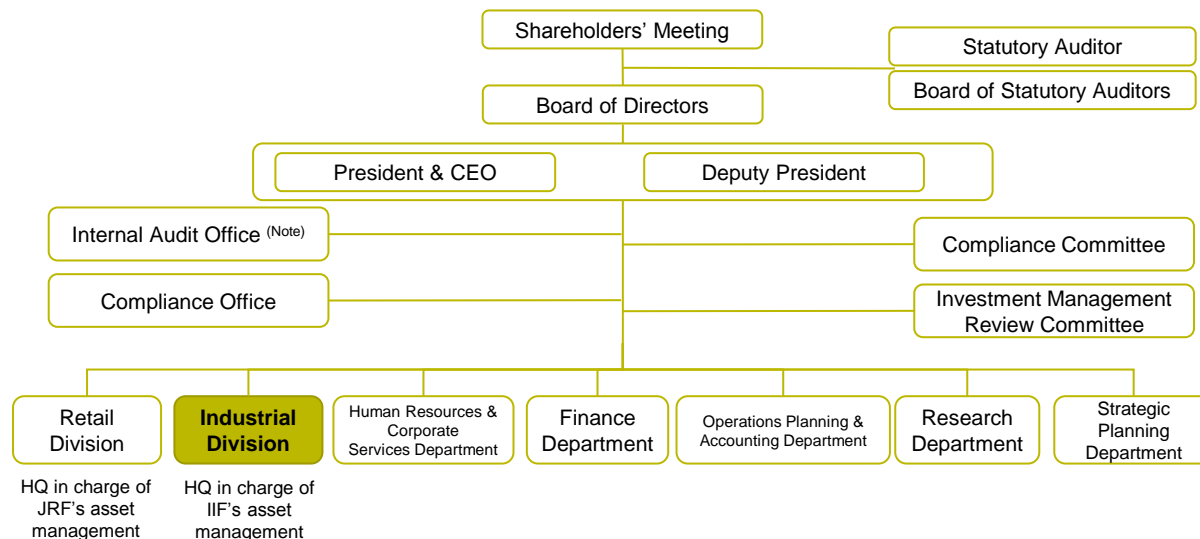 Shareholders’ Meeting
Statutory Auditor
Board of Statutory Auditors
Board of Directors
President & CEO
Deputy President
Internal Audit Office (Note)
Compliance Committee
Compliance Office
Investment Management
Review Committee
Retail
Division
Industrial
Division
Human Resources &
Corporate
Services Department
Finance
Department
Operations Planning &
Accounting Department
Research
Department
Strategic
Planning
Department
HQ in charge of
JRF’s asset
management
HQ in charge of
IIF’s asset
management